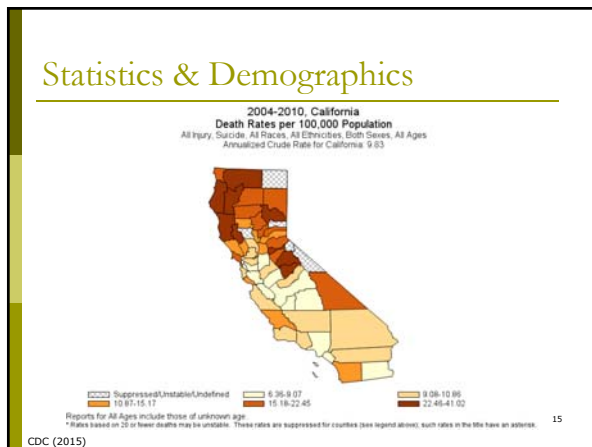 Statistics & Demographics
2004-2010, California
Death Rates per 100,000 Population
All Injury, Suicide, All Races, All Ethnicities, Both Sexes, All Ages
Annualized Crude Rate for California: 9.83
Suppressed/Unstable/Undefined 6.36-9.07 9.08-10.86
10.87-15.17 15.18-22.45 22.46-41.02
Reports for All Ages include those of unknown age.
* Rates based on 20 or fewer deaths may be unstable. These rates are suppressed for counties (see legend above); such rates in the title have an asterisk.
15
CDC (2015)